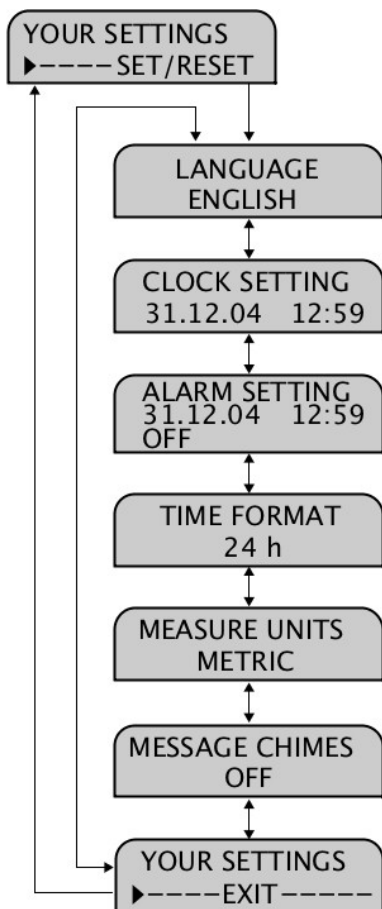 YOUR SETTINGS
▶---- SET/RESET
LANGUAGE
ENGLISH
CLOCK SETTING
31.12.04 12:59
ALARM SETTING
31.12.04 12:59
OFF
TIME FORMAT
24 h
MEASURE UNITS
METRIC
MESSAGE CHIMES
OFF
YOUR SETTINGS
▶----EXIT-----